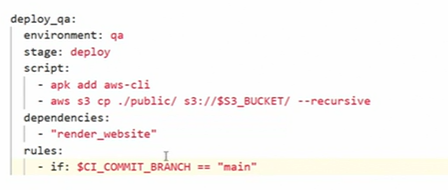 deploy_qa:
  environment: qa
  stage: deploy
  script:
    - apk add aws-cli
    - aws s3 cp ./public/ s3://$S3_BUCKET/ --recursive
  dependencies:
    - "render_website"
  rules:
    - if: $CI_COMMIT_BRANCH == "main"